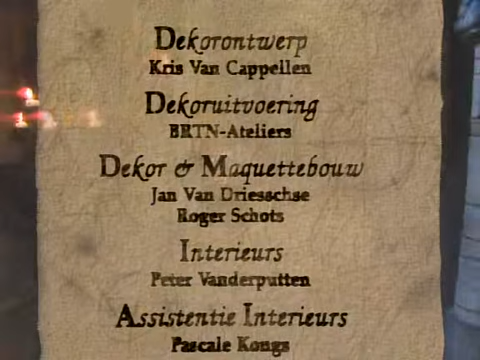 Dekorontwerp
Kris Van Cappellen
Dekoruitvoering
BRTN-Ateliers
Dekor & Maquettebouw
Jan Van Driesschse
Roger Schots
Interieurs
Peter Vanderputten
Assistentie Interieurs
Pascale Kongs